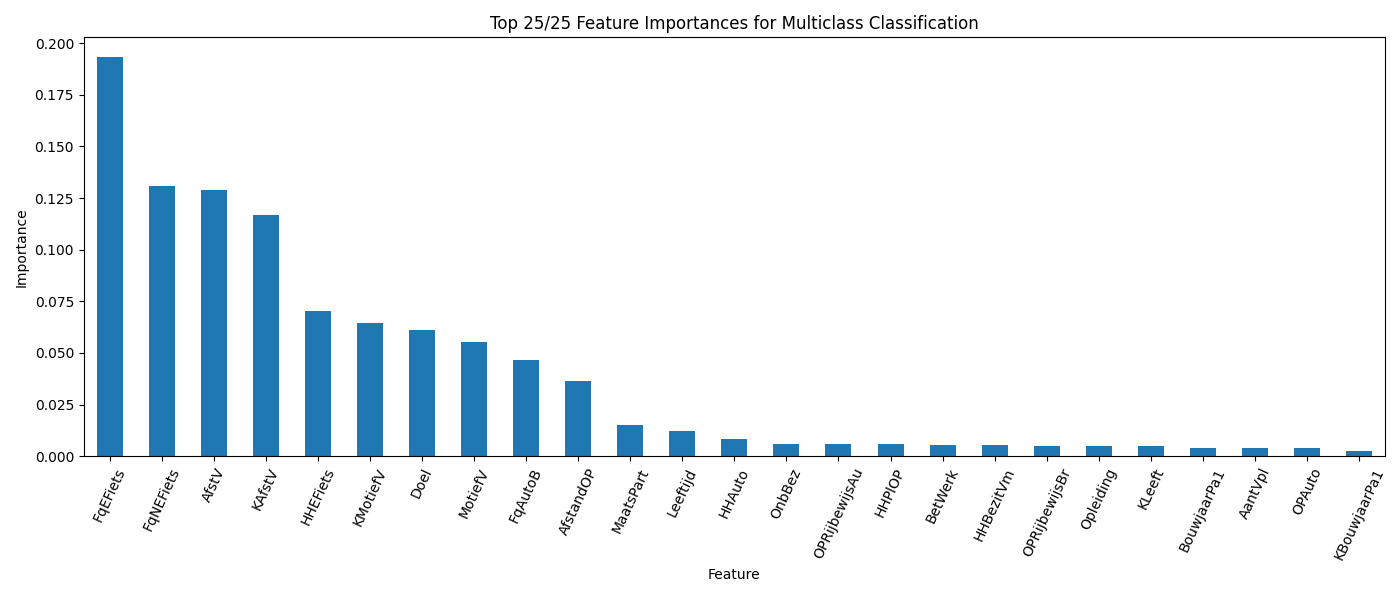 Top 25/25 Feature Importances for Multiclass Classification
Importance
0.200
0.175
0.150
0.125
0.100
0.075
0.050
0.025
0.000
FqEFiets
FqNEFiets
AfstV
KAfstV
HHEFiets
KMotiefV
Doel
MotiefV
FqAutoB
AfstandOP
MaatsPart
Leeftijd
HHAuto
OnbBez
OPRijbewijsAu
HHPlOP
BetWerk
HHBezitVm
OPRijbewijsBr
Opleiding
KLeeft
BouwjaarPa1
AantVpl
OPAuto
KBouwjaarPa1
Feature